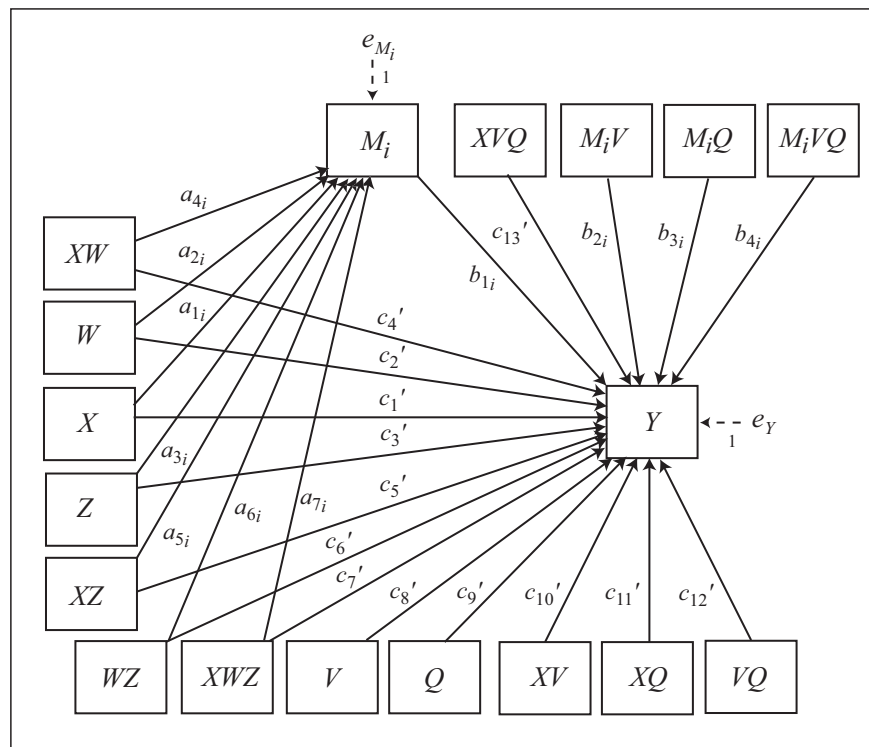 e_{M_i}
1
M_i
XVQ
M_iV
M_iQ
M_iVQ
a_{4i}
XW
a_{2i}
c_{13}′
b_{2i}
b_{3i}
b_{4i}
b_{1i}
W
a_{1i}
c_4′
c_2′
X
c_1′
Y
e_Y
1
a_{3i}
c_3′
Z
a_{5i}
a_{6i}
a_{7i}
c_5′
XZ
c_6′
c_7′
c_8′
c_9′
c_{10}′
c_{11}′
c_{12}′
WZ
XWZ
V
Q
XV
XQ
VQ